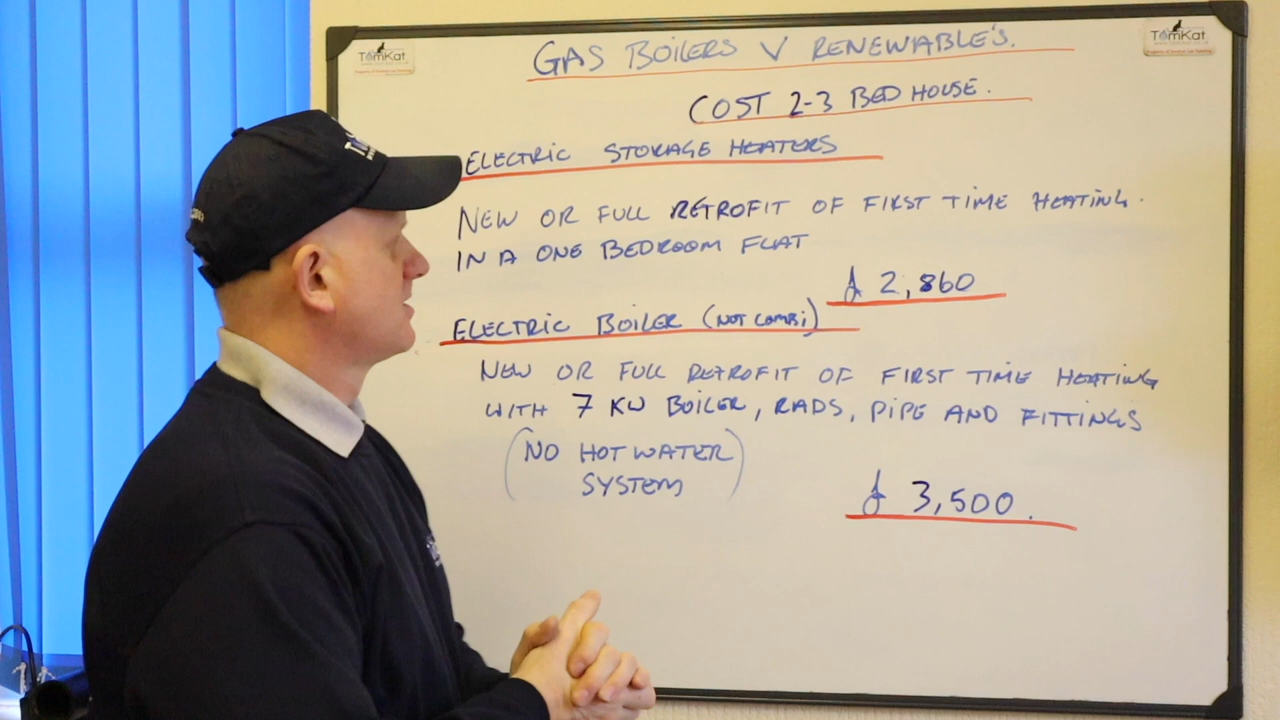 TomKat
TomKat
GAS BOILERS V RENEWABLE'S.
COST 2-3 BED HOUSE.
ELECTRIC STORAGE HEATERS
NEW OR FULL RETROFIT OF FIRST TIME HEATING.
IN A ONE BEDROOM FLAT
£ 2,860
ELECTRIC BOILER (NOT COMBI)
NEW OR FULL RETROFIT OF FIRST TIME HEATING
WITH 7 KW BOILER, RADS, PIPE AND FITTINGS
(NO HOT WATER
SYSTEM)
£ 3,500.